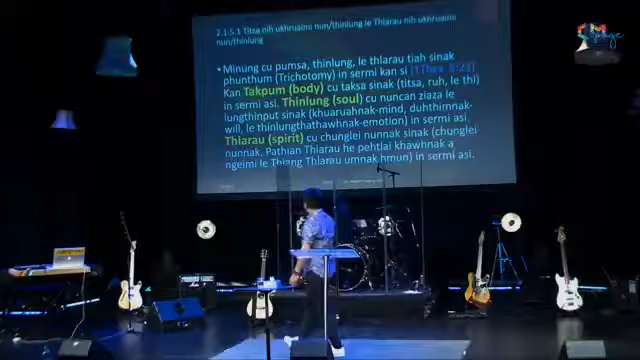 2.1.5.1 Titsa nih ukhruaimi nun/thinlung le Thlarau nih ukhruaimi
nun/thinlung
• Minung cu pumsa, thinlung, le thlarau tiah sinak
phunthum (Trichotomy) in sermi kan si (1Thes 5:23)
Kan Takpum (body) cu taksa sinak (titsa, ruh, le thi)
in sermi asi. Thinlung (soul) cu nuncan ziaza le
lungthinput sinak (khuaruahnak-mind, duhthimnak-
will, le thinlungthathawhnak-emotion) in sermi asi
Thlarau (spirit) cu chunglei nunnak sinak (chunglei
nunnak, Pathian Thlarau he pehtlai khawhnak a
ngeimi le Thiang Thlarau umnak hmun) in sermi asi.